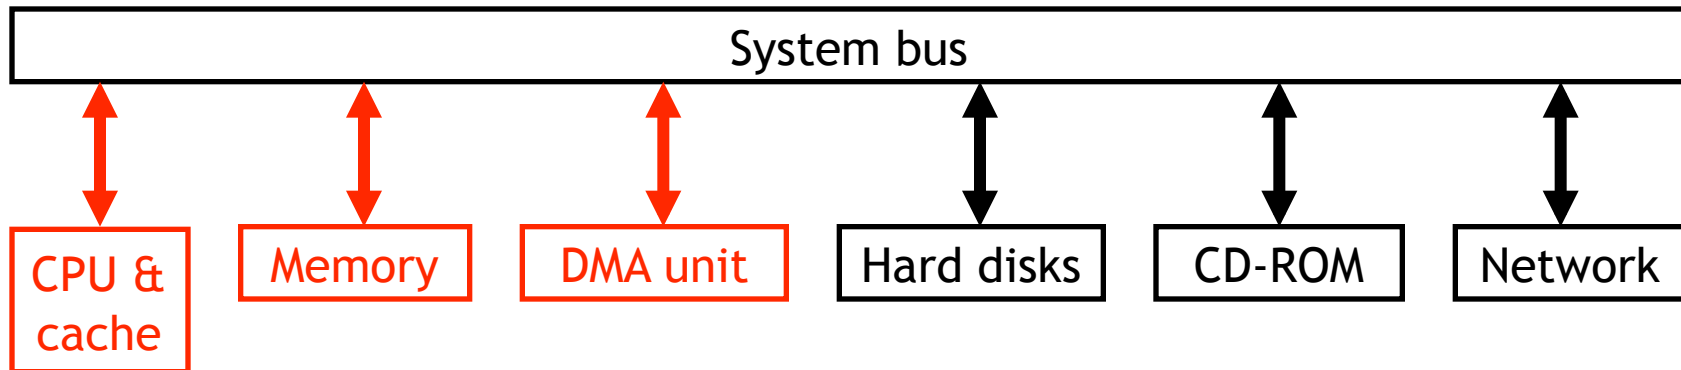 System bus
CPU &
cache
Memory
DMA unit
Hard disks
CD-ROM
Network